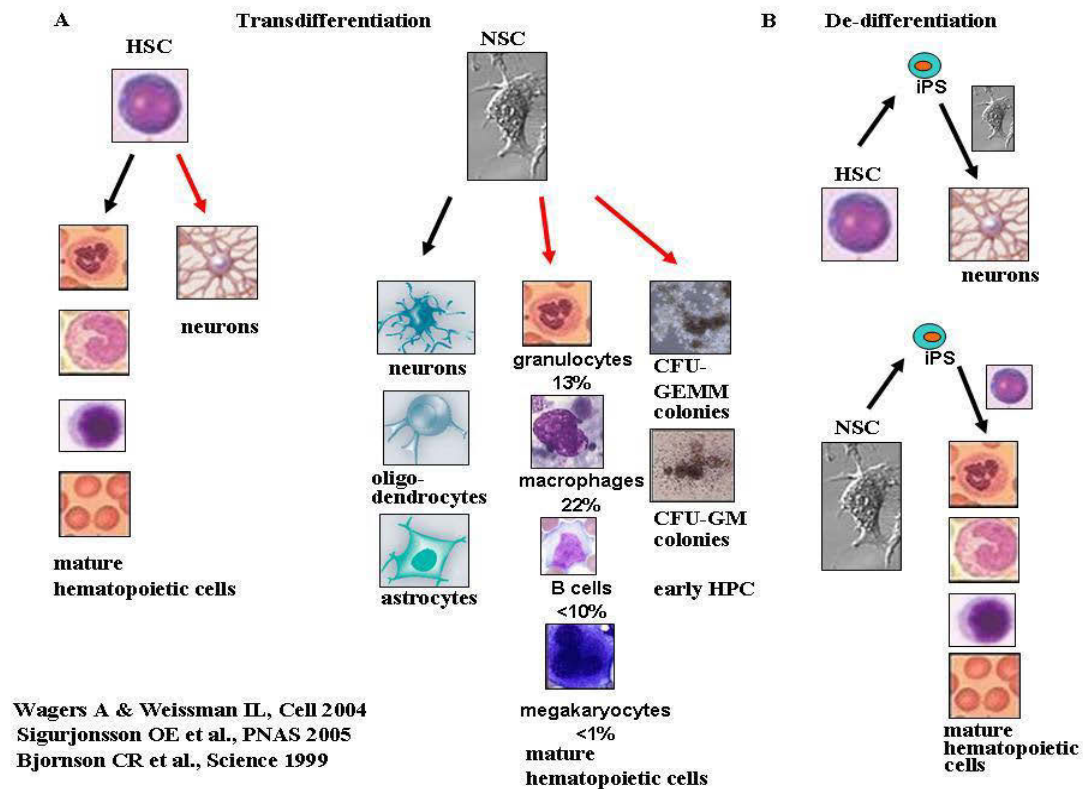 A
Transdifferentiation
HSC
neurons
mature
hematopoietic cells
NSC
neurons
oligo-
dendrocytes
astrocytes
granulocytes
13%
macrophages
22%
B cells
<10%
megakaryocytes
<1%
mature
hematopoietic cells
CFU-
GEMM
colonies
CFU-GM
colonies
early HPC
B
De-differentiation
iPS
HSC
neurons
iPS
NSC
mature
hematopoietic
cells
Wagers A & Weissman IL, Cell 2004
Sigurjonsson OE et al., PNAS 2005
Bjornson CR et al., Science 1999